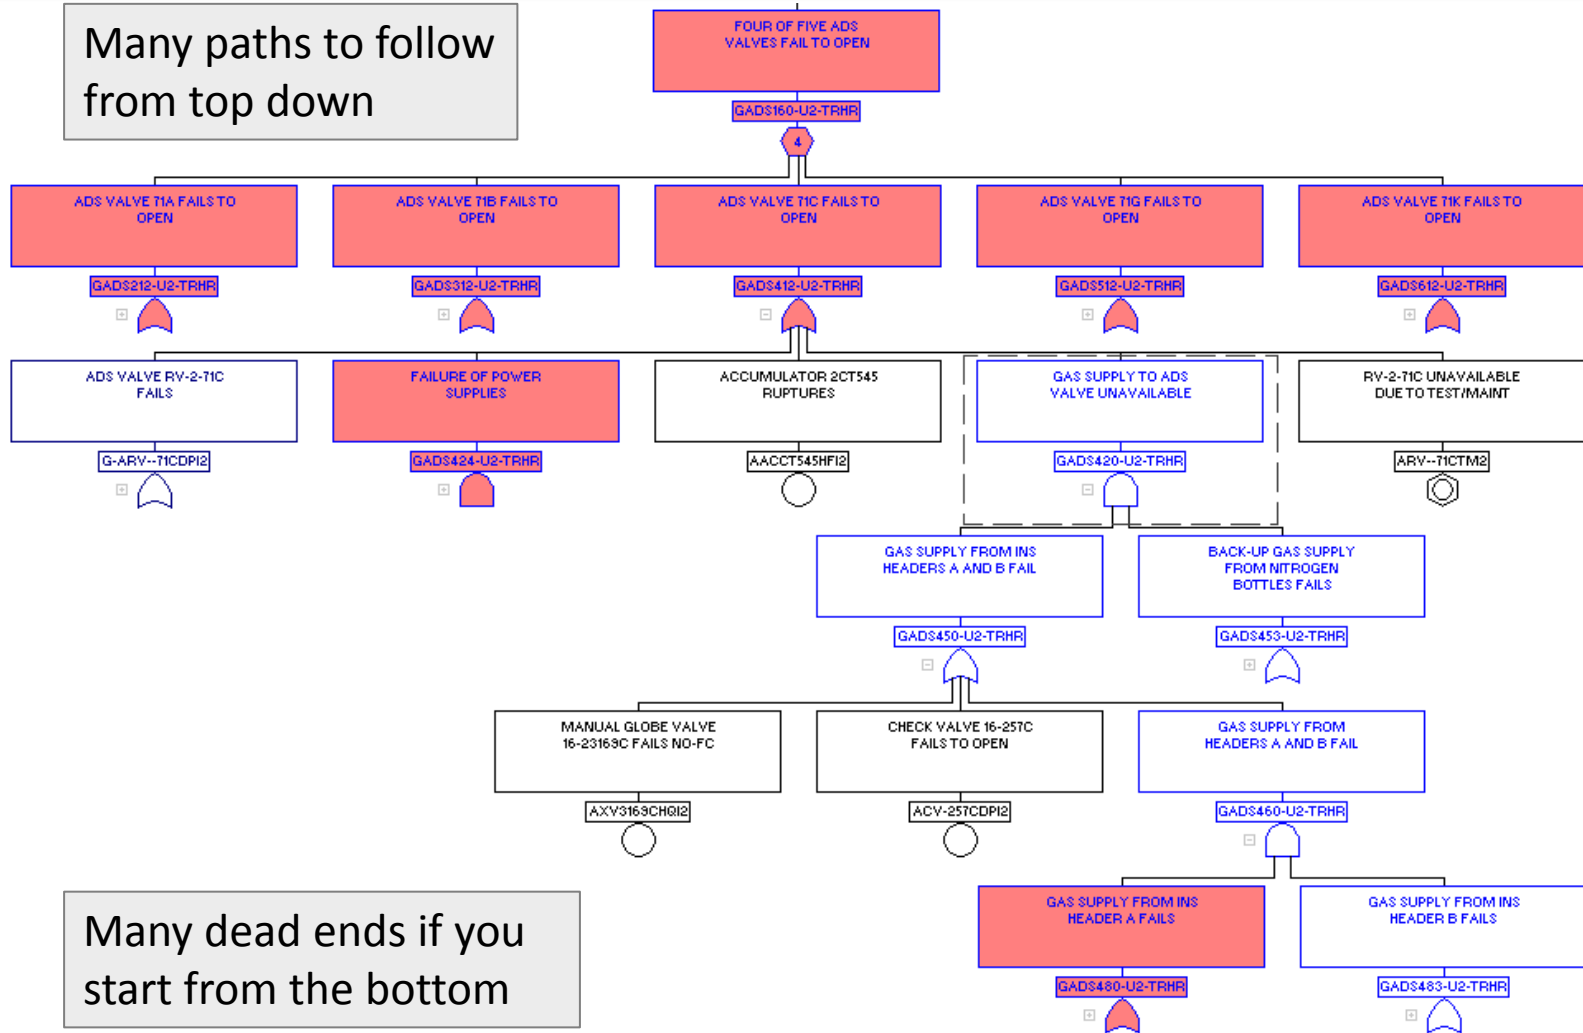 Many paths to follow
from top down
FOUR OF FIVE ADS
VALVES FAIL TO OPEN
GADS160-U2-TRHR
4
ADS VALVE 71A FAILS TO
OPEN
ADS VALVE 71B FAILS TO
OPEN
ADS VALVE 71C FAILS TO
OPEN
ADS VALVE 71G FAILS TO
OPEN
ADS VALVE 71K FAILS TO
OPEN
GADS212-U2-TRHR
GADS312-U2-TRHR
GADS412-U2-TRHR
GADS512-U2-TRHR
GADS612-U2-TRHR
ADS VALVE RV-2-71C
FAILS
FAILURE OF POWER
SUPPLIES
ACCUMULATOR 2CT545
RUPTURES
GAS SUPPLY TO ADS
VALVE UNAVAILABLE
RV-2-71C UNAVAILABLE
DUE TO TEST/MAINT
G-ARV--71CDPI2
GADS424-U2-TRHR
AACCT545HFI2
GADS420-U2-TRHR
ARV--71CTM2
GAS SUPPLY FROM INS
HEADERS A AND B FAIL
BACK-UP GAS SUPPLY
FROM NITROGEN
BOTTLES FAILS
GADS450-U2-TRHR
GADS453-U2-TRHR
MANUAL GLOBE VALVE
16-23169C FAILS NO-FC
CHECK VALVE 16-257C
FAILS TO OPEN
GAS SUPPLY FROM
HEADERS A AND B FAIL
AXV3169CHQI2
ACV-257CDPI2
GADS460-U2-TRHR
GAS SUPPLY FROM INS
HEADER A FAILS
GAS SUPPLY FROM INS
HEADER B FAILS
GADS480-U2-TRHR
GADS483-U2-TRHR
Many dead ends if you
start from the bottom